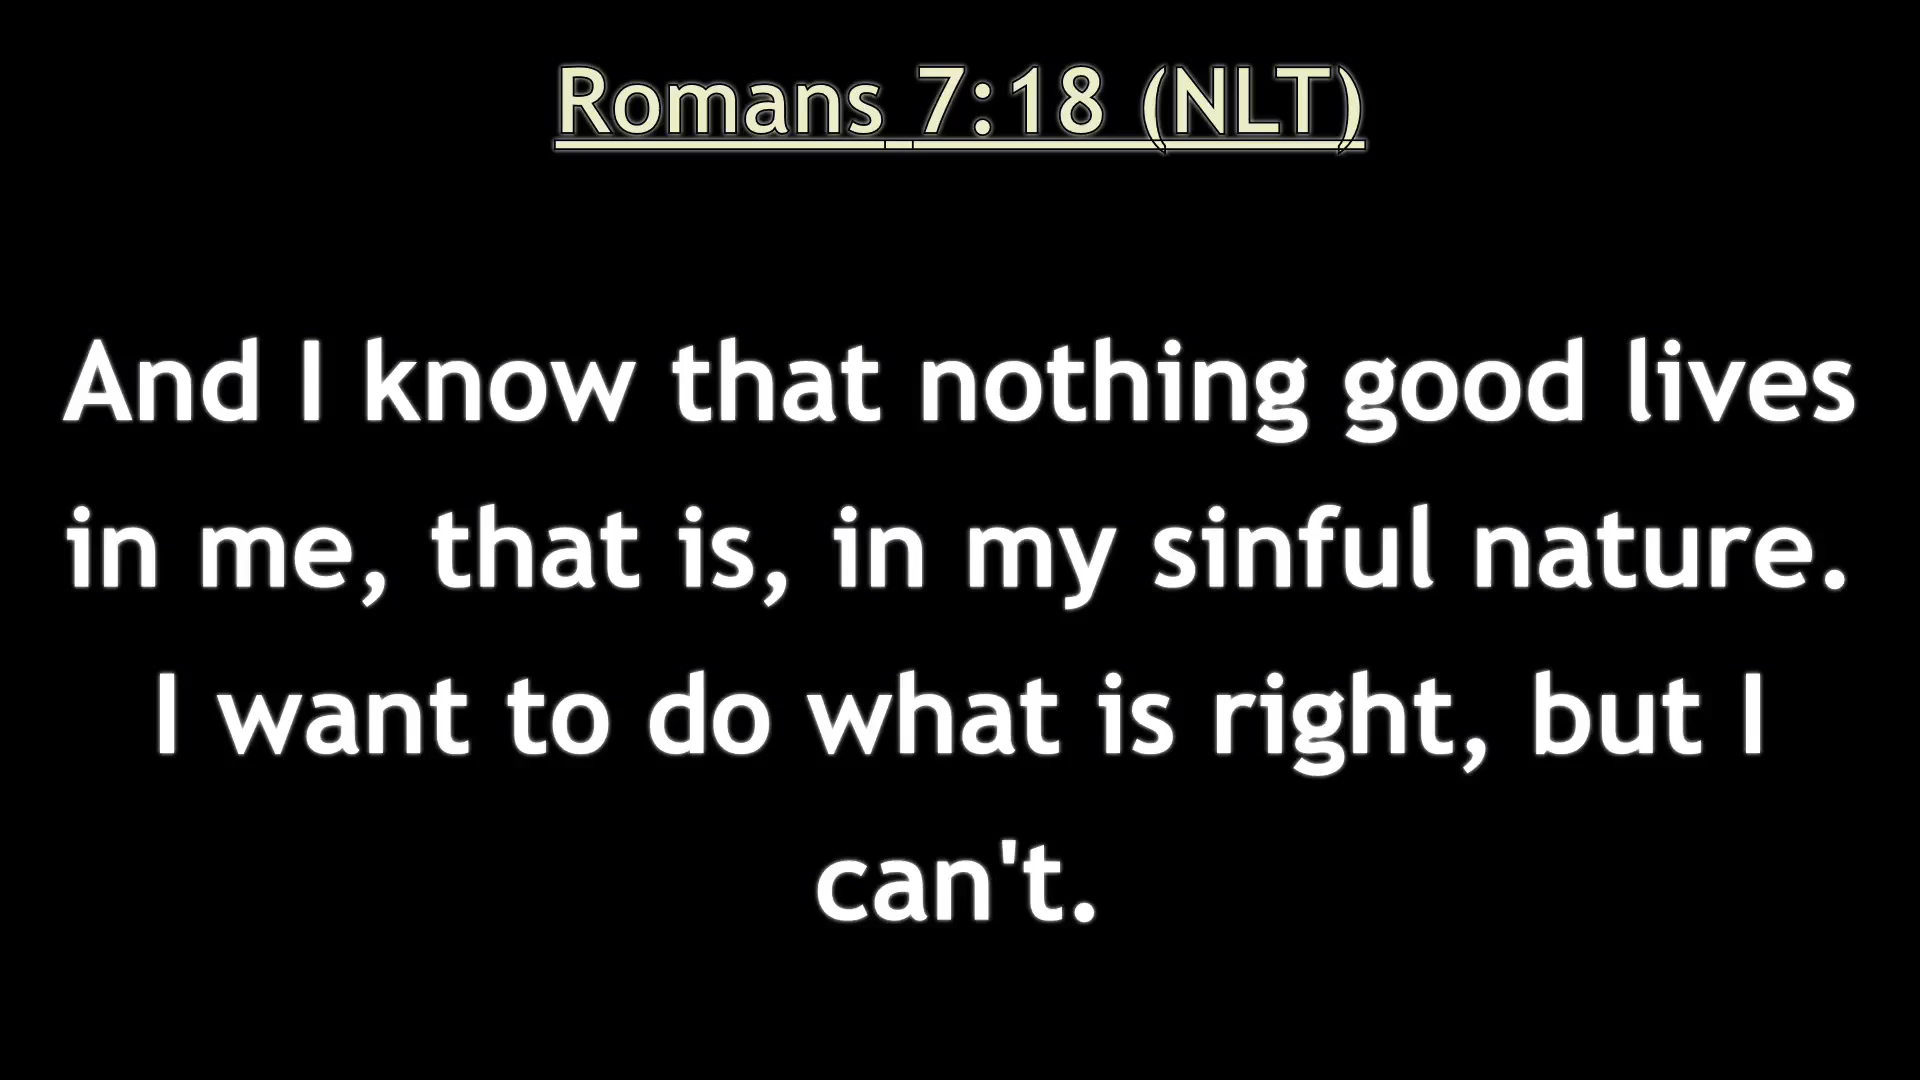 Romans 7:18 (NLT)
And I know that nothing good lives
in me, that is, in my sinful nature.
I want to do what is right, but I
can't.